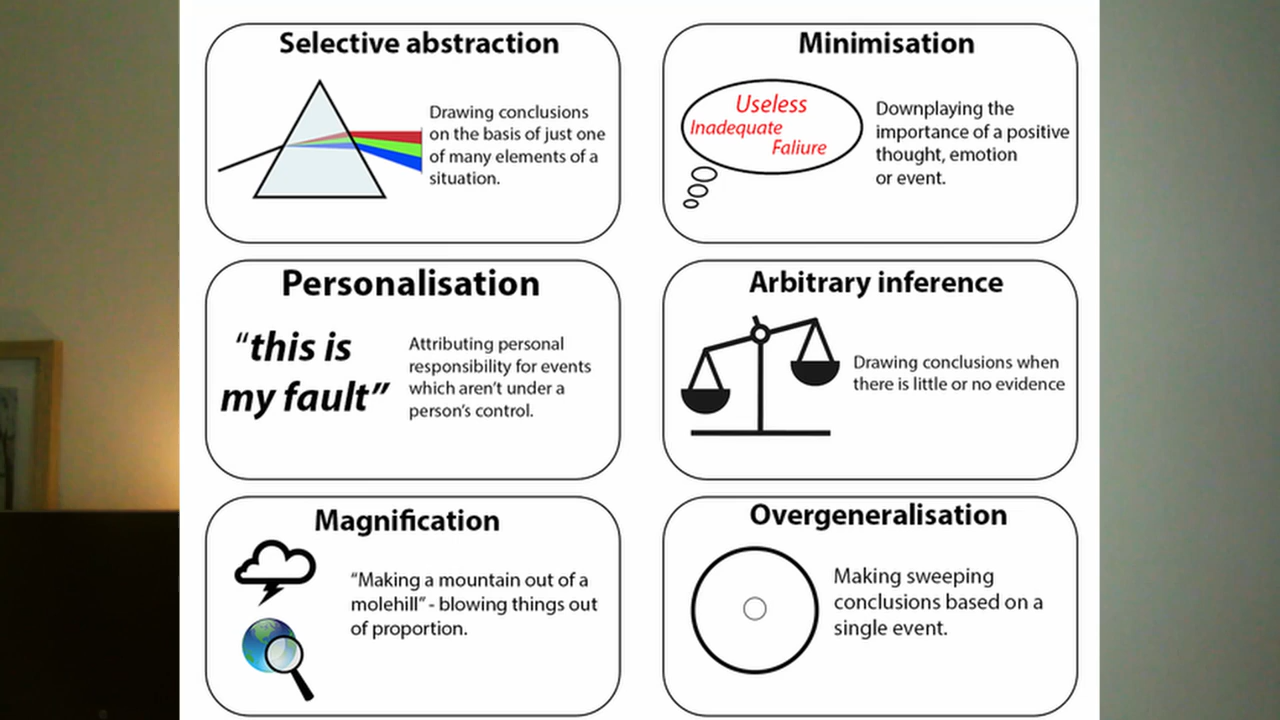 Selective abstraction
Drawing conclusions
on the basis of just one
of many elements of a
situation.
Minimisation
Useless
Inadequate
Faliure
Downplaying the
importance of a positive
thought, emotion
or event.
Personalisation
“this is
my fault”
Attributing personal
responsibility for events
which aren’t under a
person’s control.
Arbitrary inference
Drawing conclusions when
there is little or no evidence
Magnification
“Making a mountain out of a
molehill” - blowing things out
of proportion.
Overgeneralisation
Making sweeping
conclusions based on a
single event.